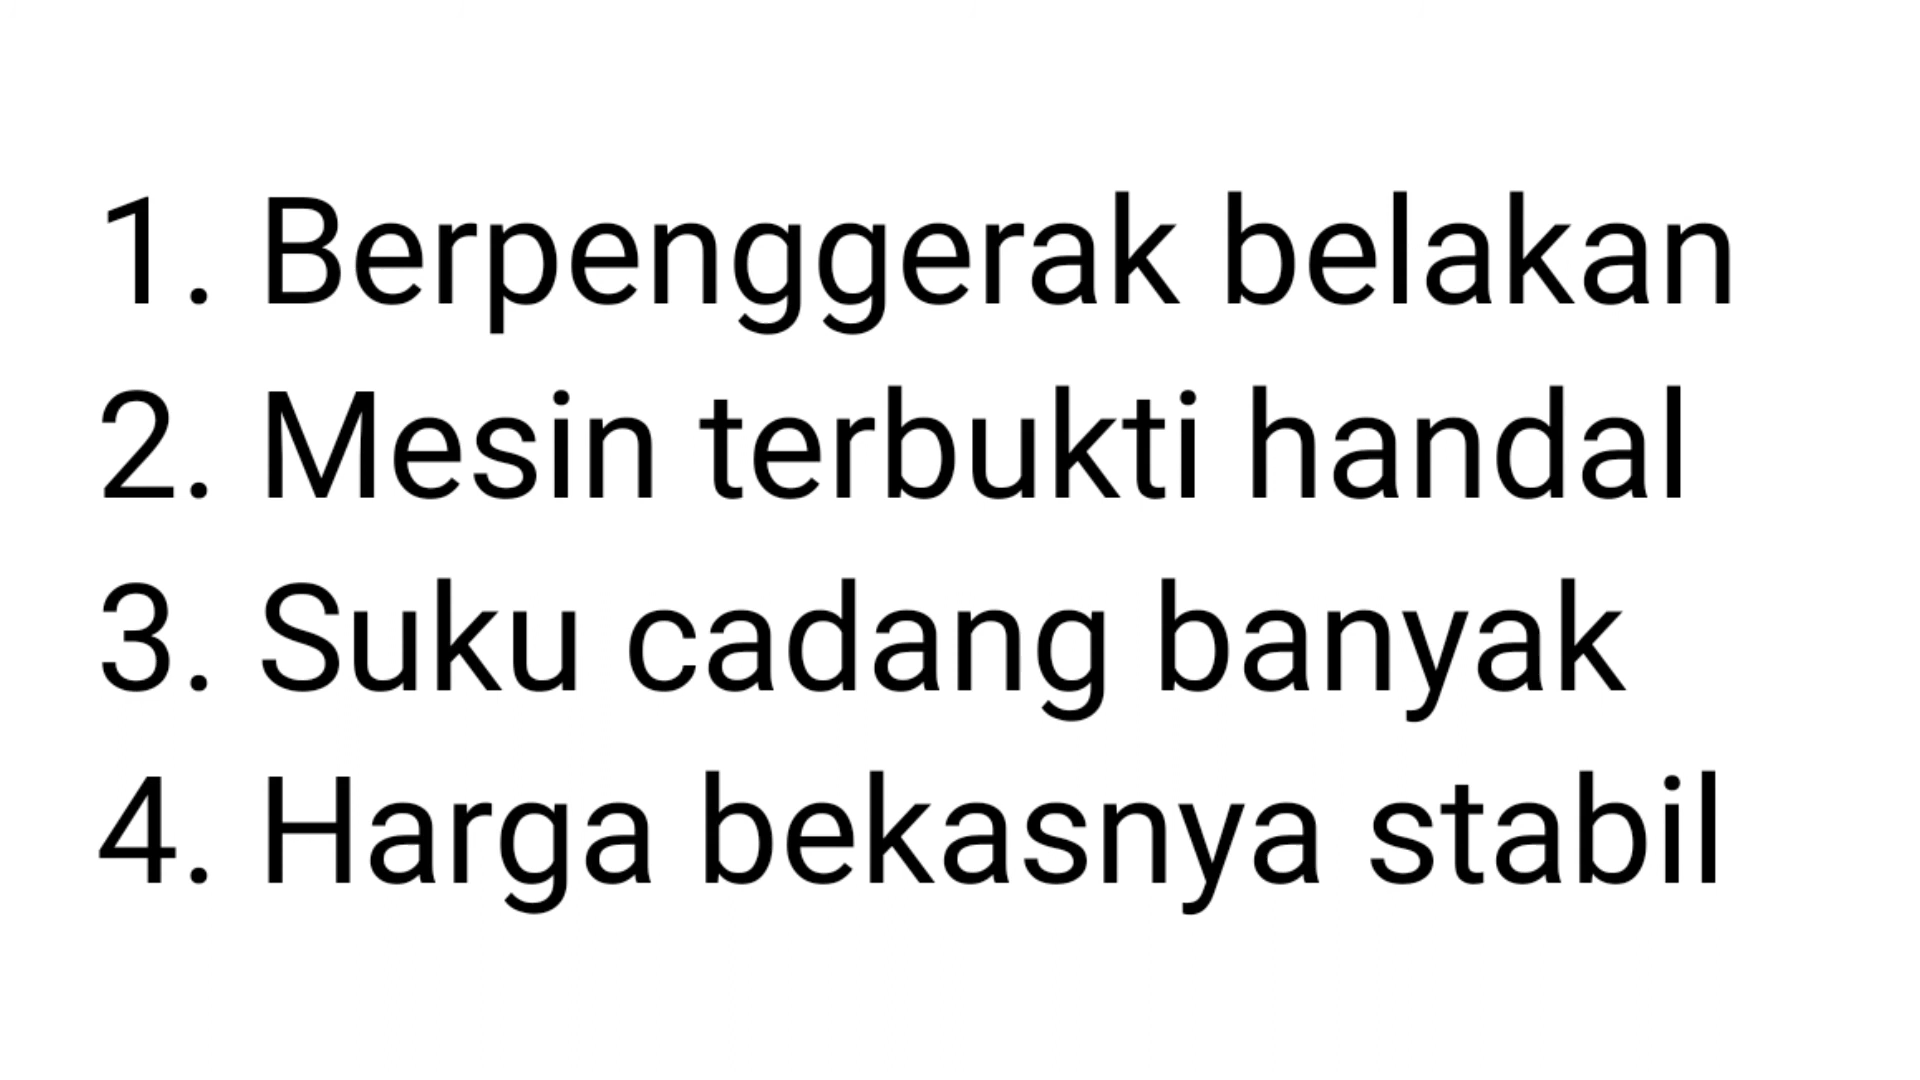 1. Berpenggerak belakan
2. Mesin terbukti handal
3. Suku cadang banyak
4. Harga bekasnya stabil